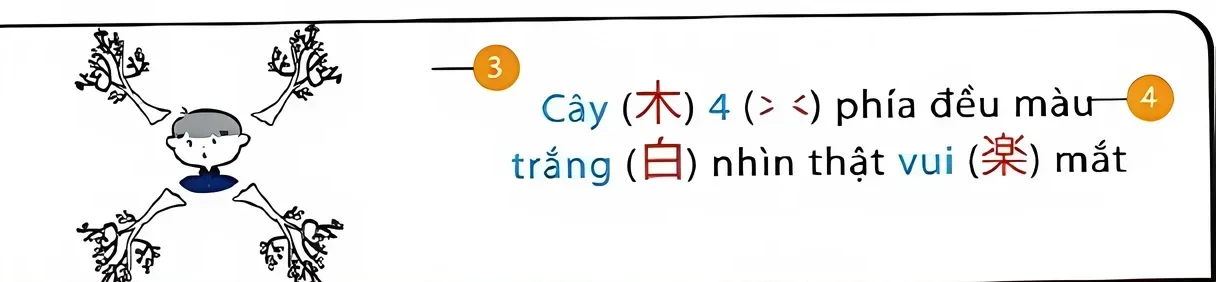 3
Cây (木) 4 (> <) phía đều màu
4
trắng (白) nhìn thật vui (楽) mắt